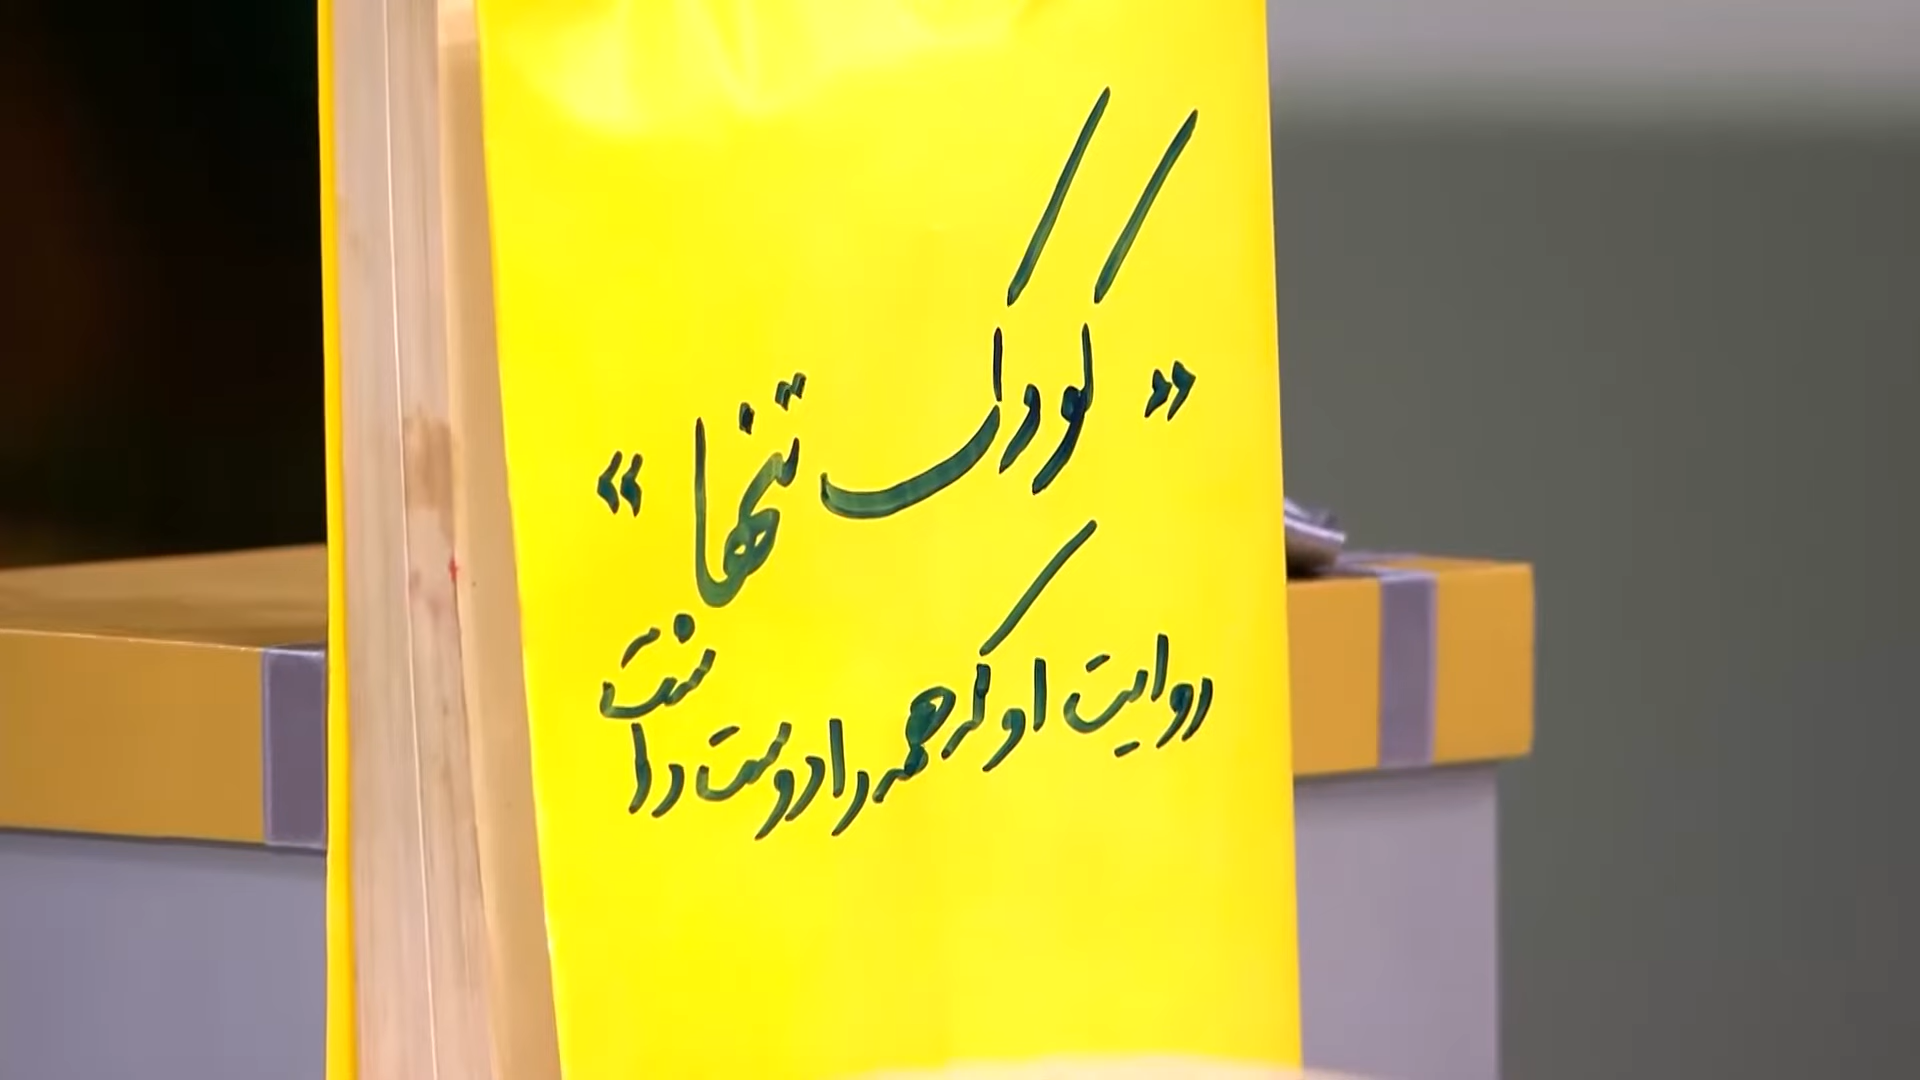 «کودک تنها»
روایت او که همه را دوست داشت